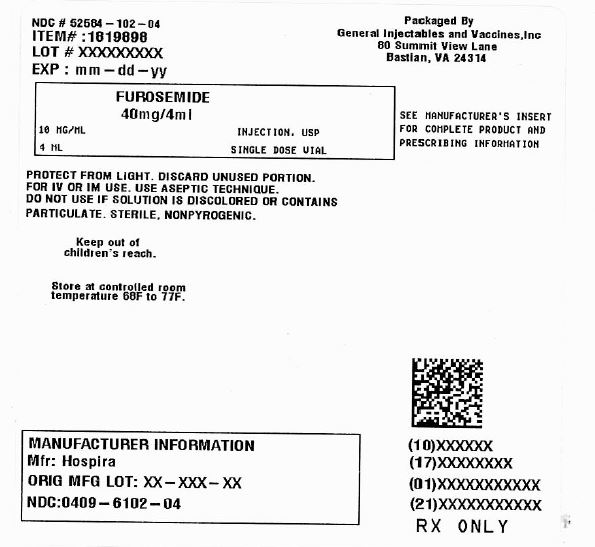 NDC # 52584-102-04
ITEM# :1819898
LOT # XXXXXXXXX
EXP : mm-dd-yy
Packaged By
General Injectables and Vaccines,Inc
80 Summit View Lane
Bastian, VA 24314
FUROSEMIDE
40mg/4ml
10 MG/ML INJECTION, USP
4 ML SINGLE DOSE VIAL
SEE MANUFACTURER'S INSERT
FOR COMPLETE PRODUCT AND
PRESCRIBING INFORMATION
PROTECT FROM LIGHT. DISCARD UNUSED PORTION.
FOR IV OR IM USE. USE ASEPTIC TECHNIQUE.
DO NOT USE IF SOLUTION IS DISCOLORED OR CONTAINS
PARTICULATE. STERILE, NONPYROGENIC.
Keep out of
children's reach.
Store at controlled room
temperature 68F to 77F.
MANUFACTURER INFORMATION
Mfr: Hospira
ORIG MFG LOT: XX-XXX-XX
NDC:0409-6102-04
(10)XXXXXX
(17)XXXXXXXX
(01)XXXXXXXXXXX
(21)XXXXXXXXXXX
RX ONLY